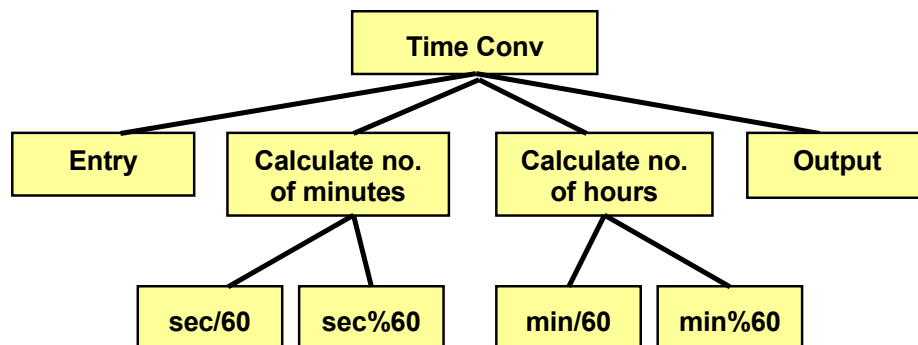 Time Conv
Entry
Calculate no.
of minutes
Calculate no.
of hours
Output
sec/60
sec%60
min/60
min%60